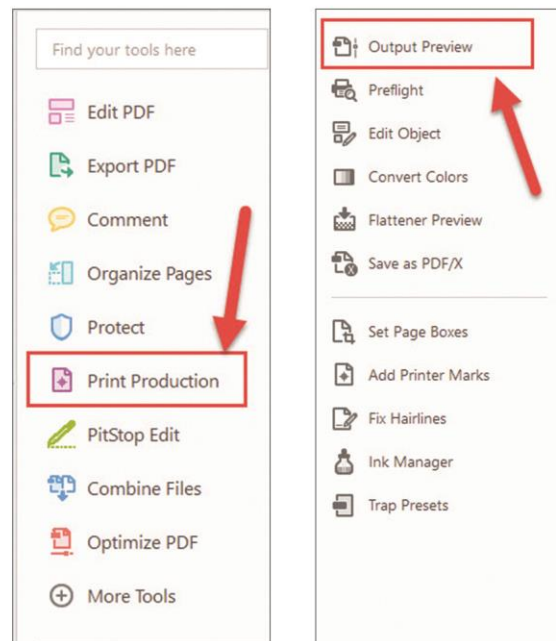 Find your tools here
Edit PDF
Export PDF
Comment
Organize Pages
Protect
Print Production
PitStop Edit
Combine Files
Optimize PDF
More Tools
Output Preview
Preflight
Edit Object
Convert Colors
Flattener Preview
Save as PDF/X
Set Page Boxes
Add Printer Marks
Fix Hairlines
Ink Manager
Trap Presets